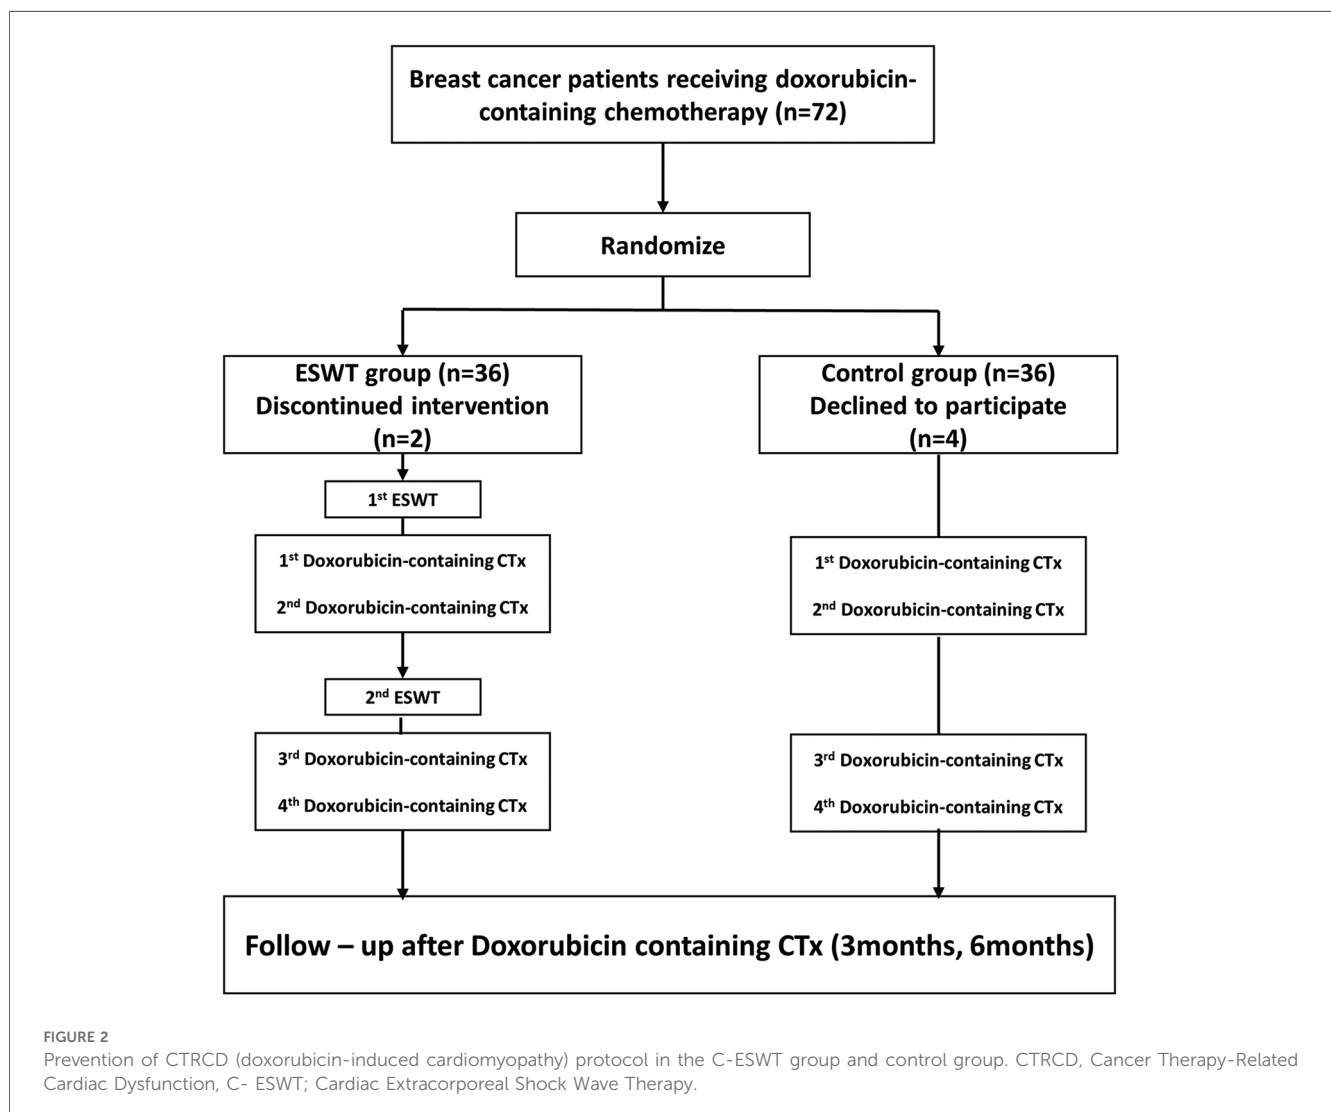 Breast cancer patients receiving doxorubicin-
containing chemotherapy (n=72)
Randomize
ESWT group (n=36)
Discontinued intervention
(n=2)
Control group (n=36)
Declined to participate
(n=4)
1st ESWT
1st Doxorubicin-containing CTx
2nd Doxorubicin-containing CTx
1st Doxorubicin-containing CTx
2nd Doxorubicin-containing CTx
2nd ESWT
3rd Doxorubicin-containing CTx
4th Doxorubicin-containing CTx
3rd Doxorubicin-containing CTx
4th Doxorubicin-containing CTx
Follow – up after Doxorubicin containing CTx (3months, 6months)
FIGURE 2
Prevention of CTRCD (doxorubicin-induced cardiomyopathy) protocol in the C-ESWT group and control group. CTRCD, Cancer Therapy-Related
Cardiac Dysfunction, C- ESWT; Cardiac Extracorporeal Shock Wave Therapy.